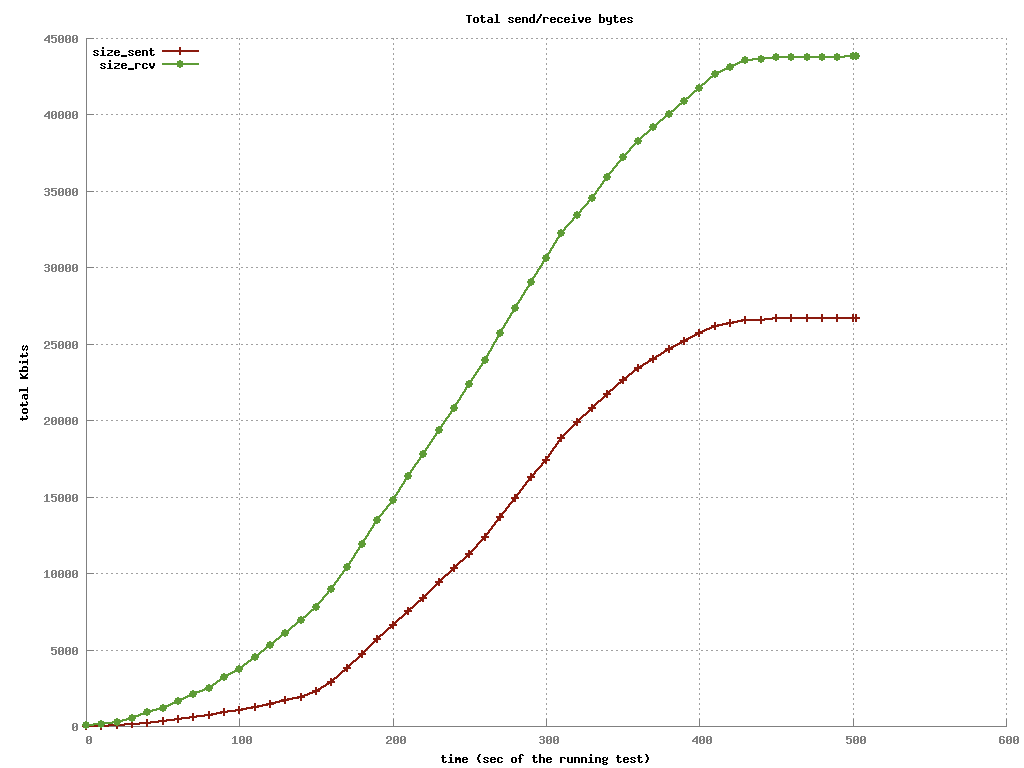 Total send/receive bytes
size_sent
size_rcv
45000
40000
35000
30000
25000
20000
15000
10000
5000
0
total Kbits
0 100 200 300 400 500 600
time (sec of the running test)